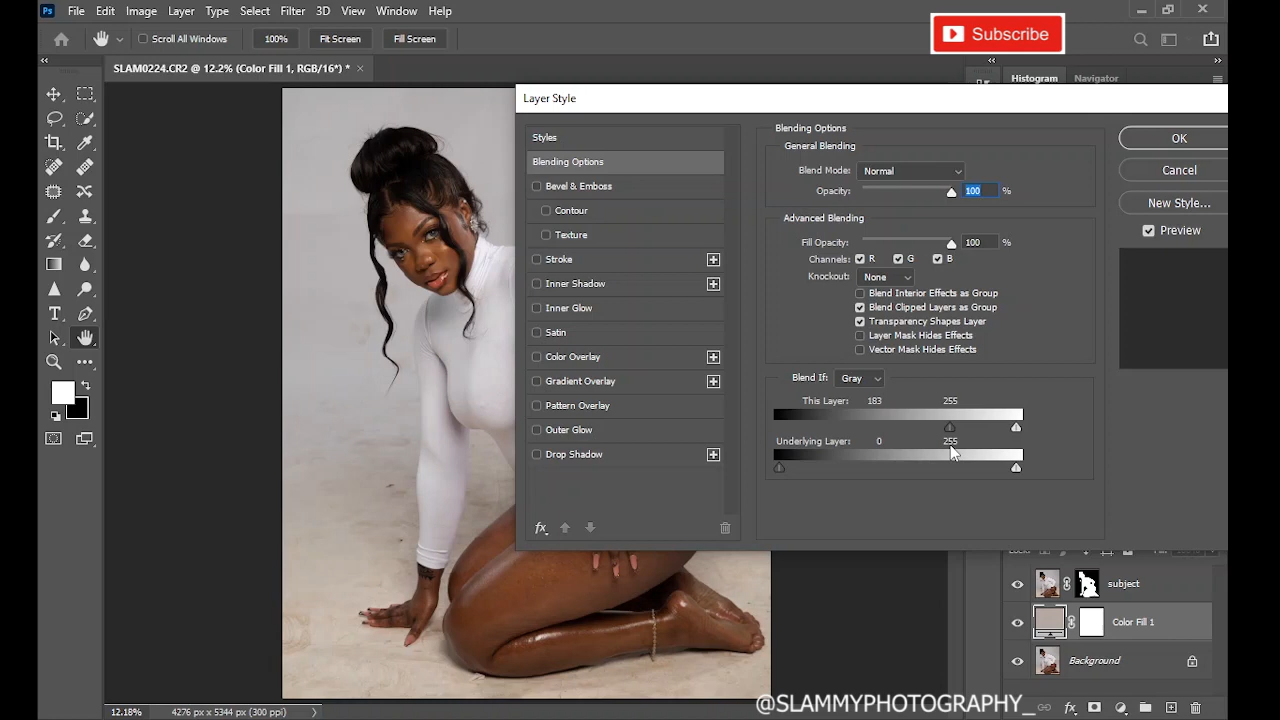 Ps File Edit Image Layer Type Select Filter 3D View Window Help
Subscribe
Scroll All Windows 100% Fit Screen Fill Screen
SLAM0224.CR2 @ 12.2% (Color Fill 1, RGB/16*) *
Histogram Navigator
Layer Style
Styles
Blending Options
Bevel & Emboss
Contour
Texture
Stroke
Inner Shadow
Inner Glow
Satin
Color Overlay
Gradient Overlay
Pattern Overlay
Outer Glow
Drop Shadow
fx
Blending Options
General Blending
Blend Mode: Normal
Opacity: 100 %
Advanced Blending
Fill Opacity: 100 %
Channels: R G B
Knockout: None
Blend Interior Effects as Group
Blend Clipped Layers as Group
Transparency Shapes Layer
Layer Mask Hides Effects
Vector Mask Hides Effects
Blend If: Gray
This Layer: 183 255
Underlying Layer: 0 255
OK
Cancel
New Style...
Preview
subject
Color Fill 1
Background
fx
12.18% 4276 px x 5344 px (300 ppi)
@SLAMMYPHOTOGRAPHY_